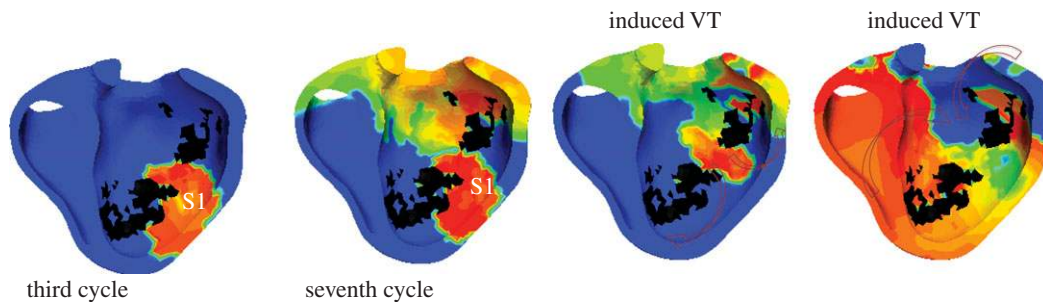 induced VT
induced VT
S1
S1
third cycle
seventh cycle